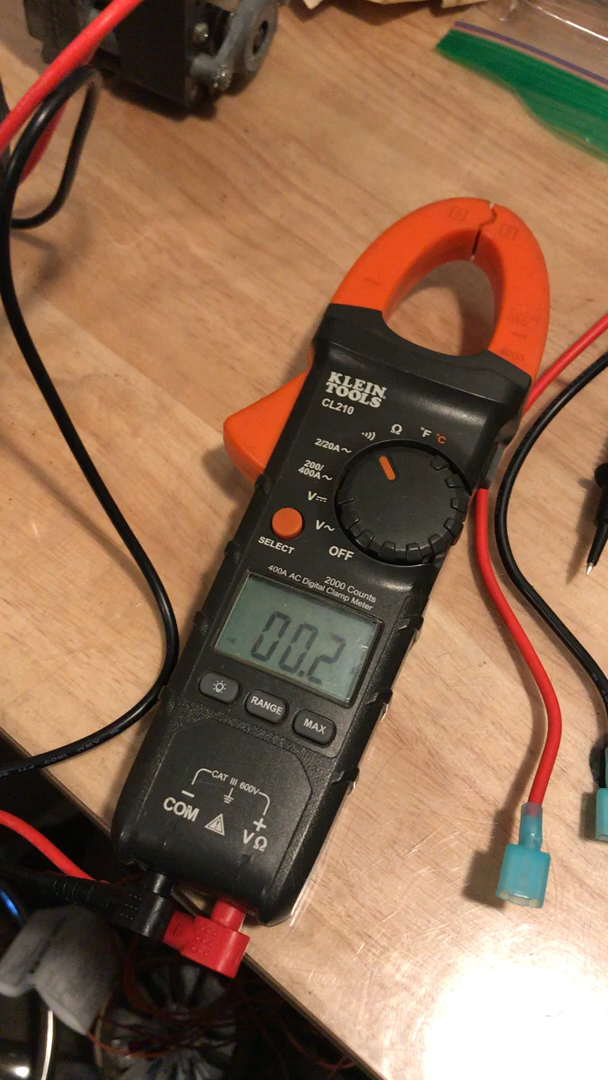 KLEIN
TOOLS
CL210
Ω
°F °C
2/20A~
200/
400A~
V⎓
V~
OFF
SELECT
2000 Counts
400A AC Digital Clamp Meter
00.2
RANGE
MAX
CAT III 600V
− +
COM
VΩ